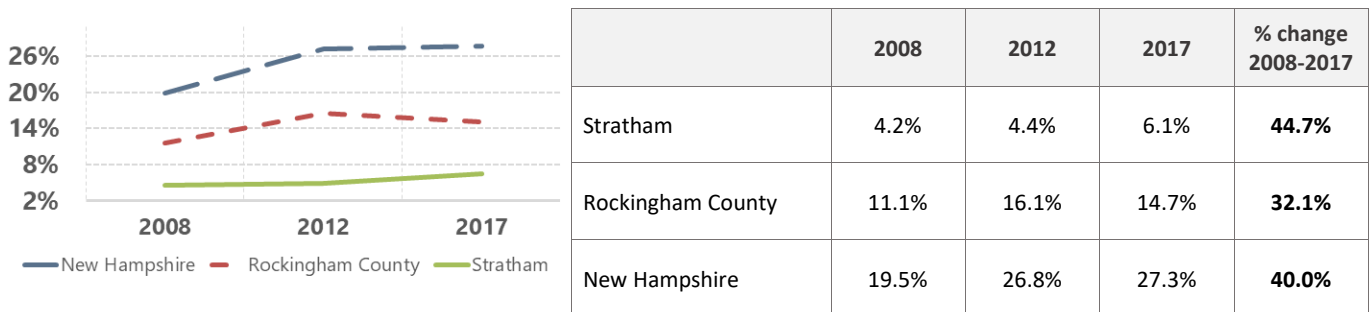 26%
20%
14%
8%
2%
2008 2012 2017
New Hampshire Rockingham County Stratham
2008 2012 2017 % change
2008-2017
Stratham 4.2% 4.4% 6.1% 44.7%
Rockingham County 11.1% 16.1% 14.7% 32.1%
New Hampshire 19.5% 26.8% 27.3% 40.0%